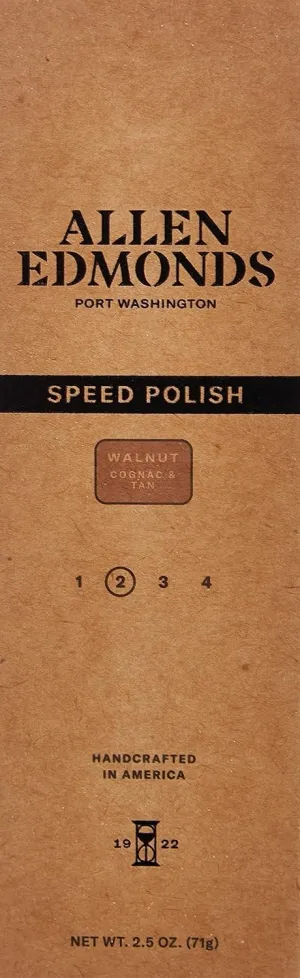 ALLEN
EDMONDS
PORT WASHINGTON
SPEED POLISH
WALNUT
COGNAC &
TAN
1 2 3 4
HANDCRAFTED
IN AMERICA
19 22
NET WT. 2.5 OZ. (71g)